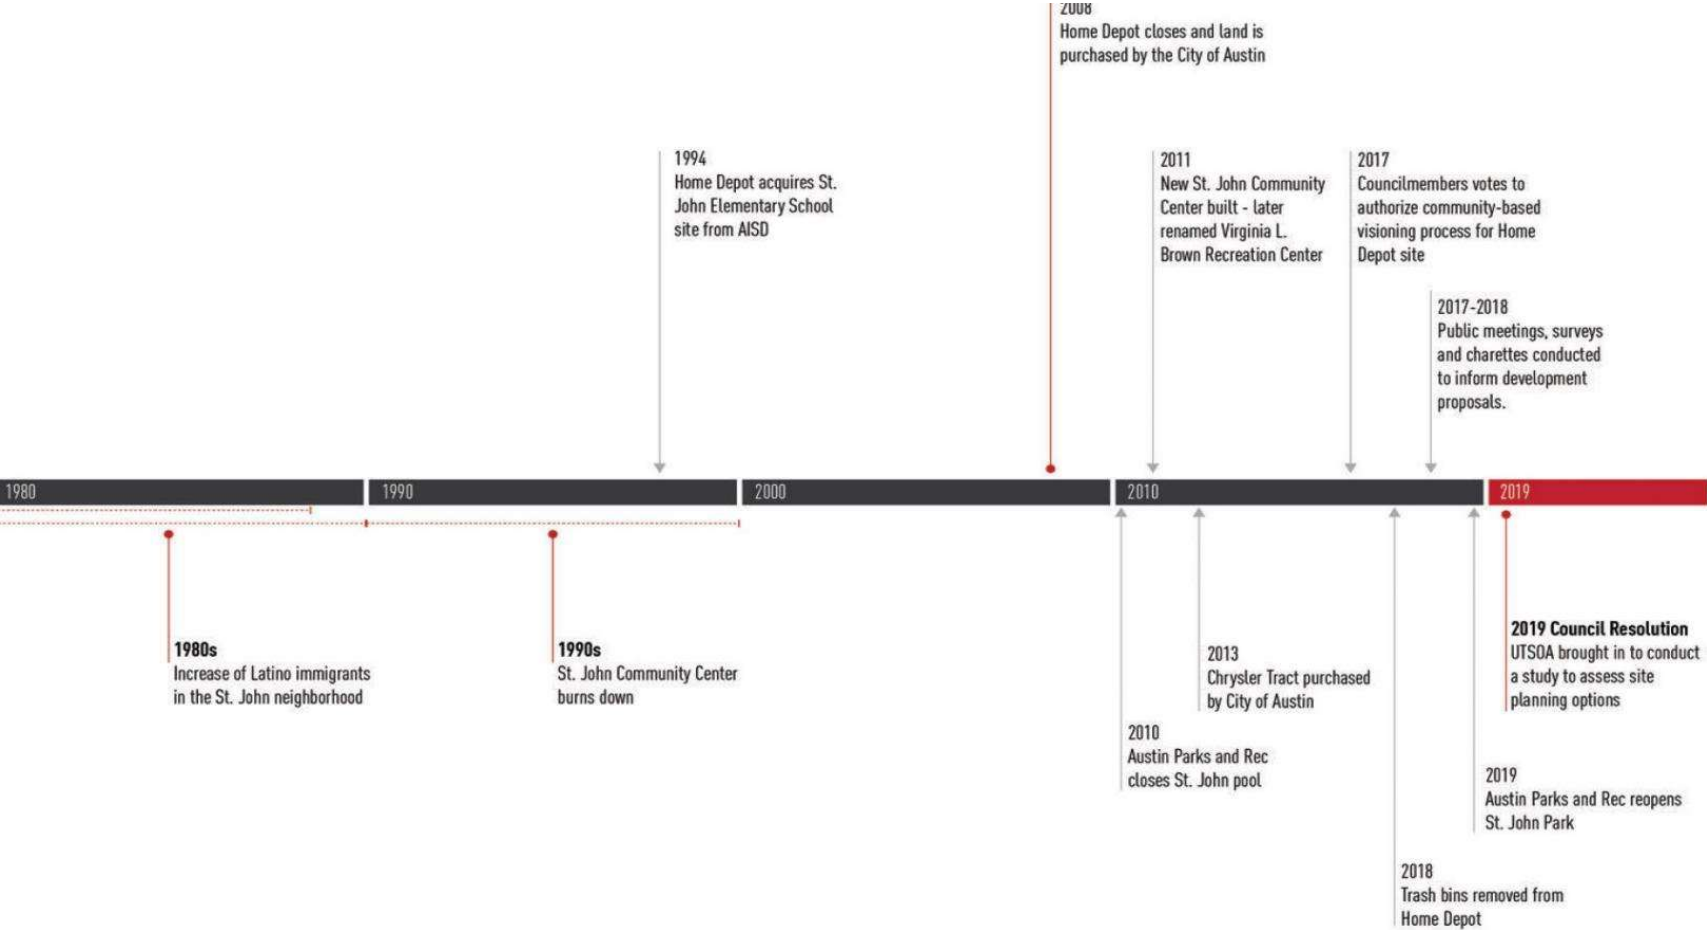 2008
Home Depot closes and land is
purchased by the City of Austin
1994
Home Depot acquires St.
John Elementary School
site from AISD
2011
New St. John Community
Center built - later
renamed Virginia L.
Brown Recreation Center
2017
Councilmembers votes to
authorize community-based
visioning process for Home
Depot site
2017-2018
Public meetings, surveys
and charettes conducted
to inform development
proposals.
1980
1990
2000
2010
2019
1980s
Increase of Latino immigrants
in the St. John neighborhood
1990s
St. John Community Center
burns down
2010
Austin Parks and Rec
closes St. John pool
2013
Chrysler Tract purchased
by City of Austin
2018
Trash bins removed from
Home Depot
2019
Austin Parks and Rec reopens
St. John Park
2019 Council Resolution
UTSOA brought in to conduct
a study to assess site
planning options